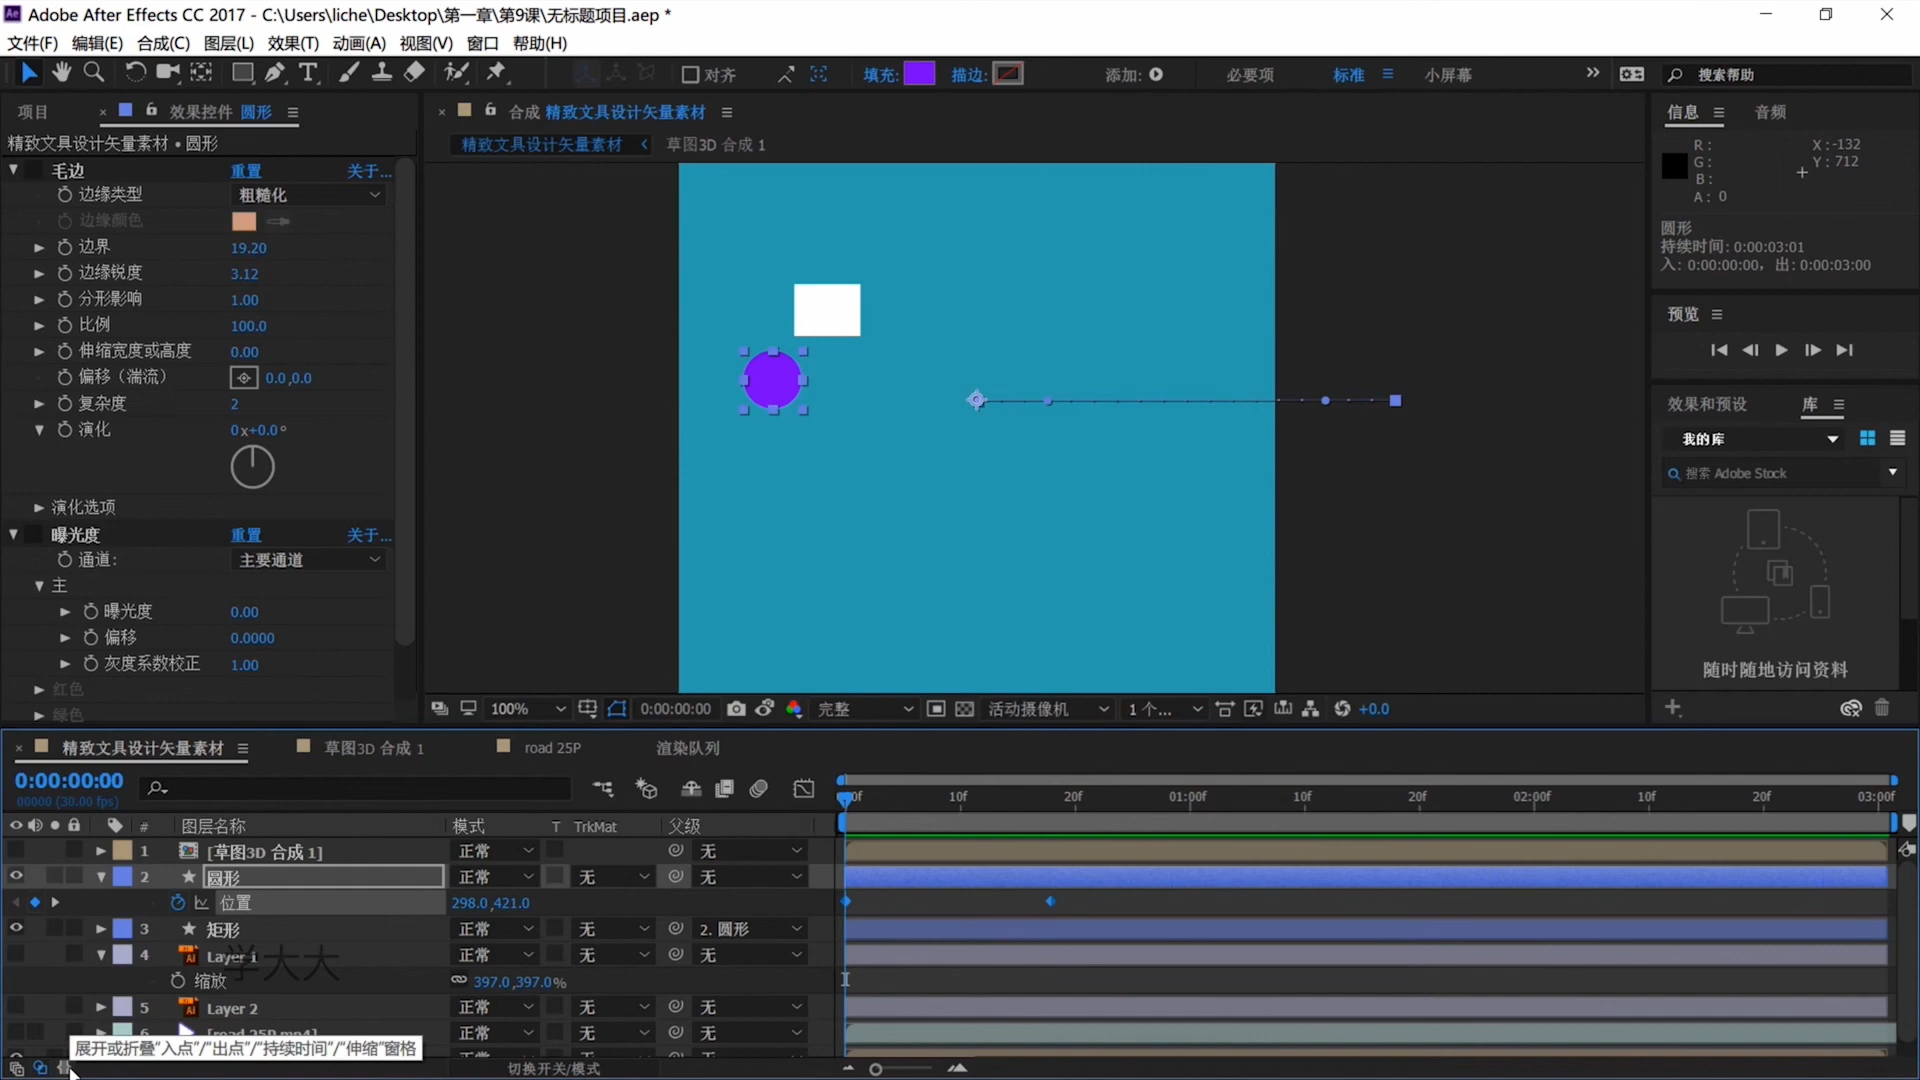 Adobe After Effects CC 2017 - C:\Users\liche\Desktop\第一章\第9课\无标题项目.aep *
文件(F) 编辑(E) 合成(C) 图层(L) 效果(T) 动画(A) 视图(V) 窗口 帮助(H)
对齐 填充: 描边: 添加: 必要项 标准 小屏幕 搜索帮助
项目 效果控件 圆形
精致文具设计矢量素材 • 圆形
毛边 重置 关于...
边缘类型 粗糙化
边缘颜色
边界 19.20
边缘锐度 3.12
分形影响 1.00
比例 100.0
伸缩宽度或高度 0.00
偏移（湍流） 0.0,0.0
复杂度 2
演化 0x+0.0°
演化选项
曝光度 重置 关于...
通道: 主要通道
主
曝光度 0.00
偏移 0.0000
灰度系数校正 1.00
红色
绿色
合成 精致文具设计矢量素材
精致文具设计矢量素材 草图3D 合成 1
100% 0:00:00:00 完整 活动摄像机 1个... +0.0
信息 音频
R: X:-132
G: Y: 712
B:
A: 0
圆形
持续时间: 0:00:03:01
入: 0:00:00:00，出: 0:00:03:00
预览
效果和预设 库
我的库
搜索 Adobe Stock
随时随地访问资料
精致文具设计矢量素材 草图3D 合成 1 road 25P 渲染队列
0:00:00:00
00000 (30.00 fps)
0f 10f 20f 01:00f 10f 20f 02:00f 10f 20f 03:00f
# 图层名称 模式 T TrkMat 父级
1 [草图3D 合成 1] 正常 无
2 圆形 正常 无 无
位置 298.0,421.0
3 矩形 正常 无 2. 圆形
4 Layer 1 正常 无 无
学大大
缩放 397.0,397.0%
5 Layer 2 正常 无 无
6 [road 25P.mp4] 正常 无 无
展开或折叠“入点”/“出点”/“持续时间”/“伸缩”窗格
切换开关/模式